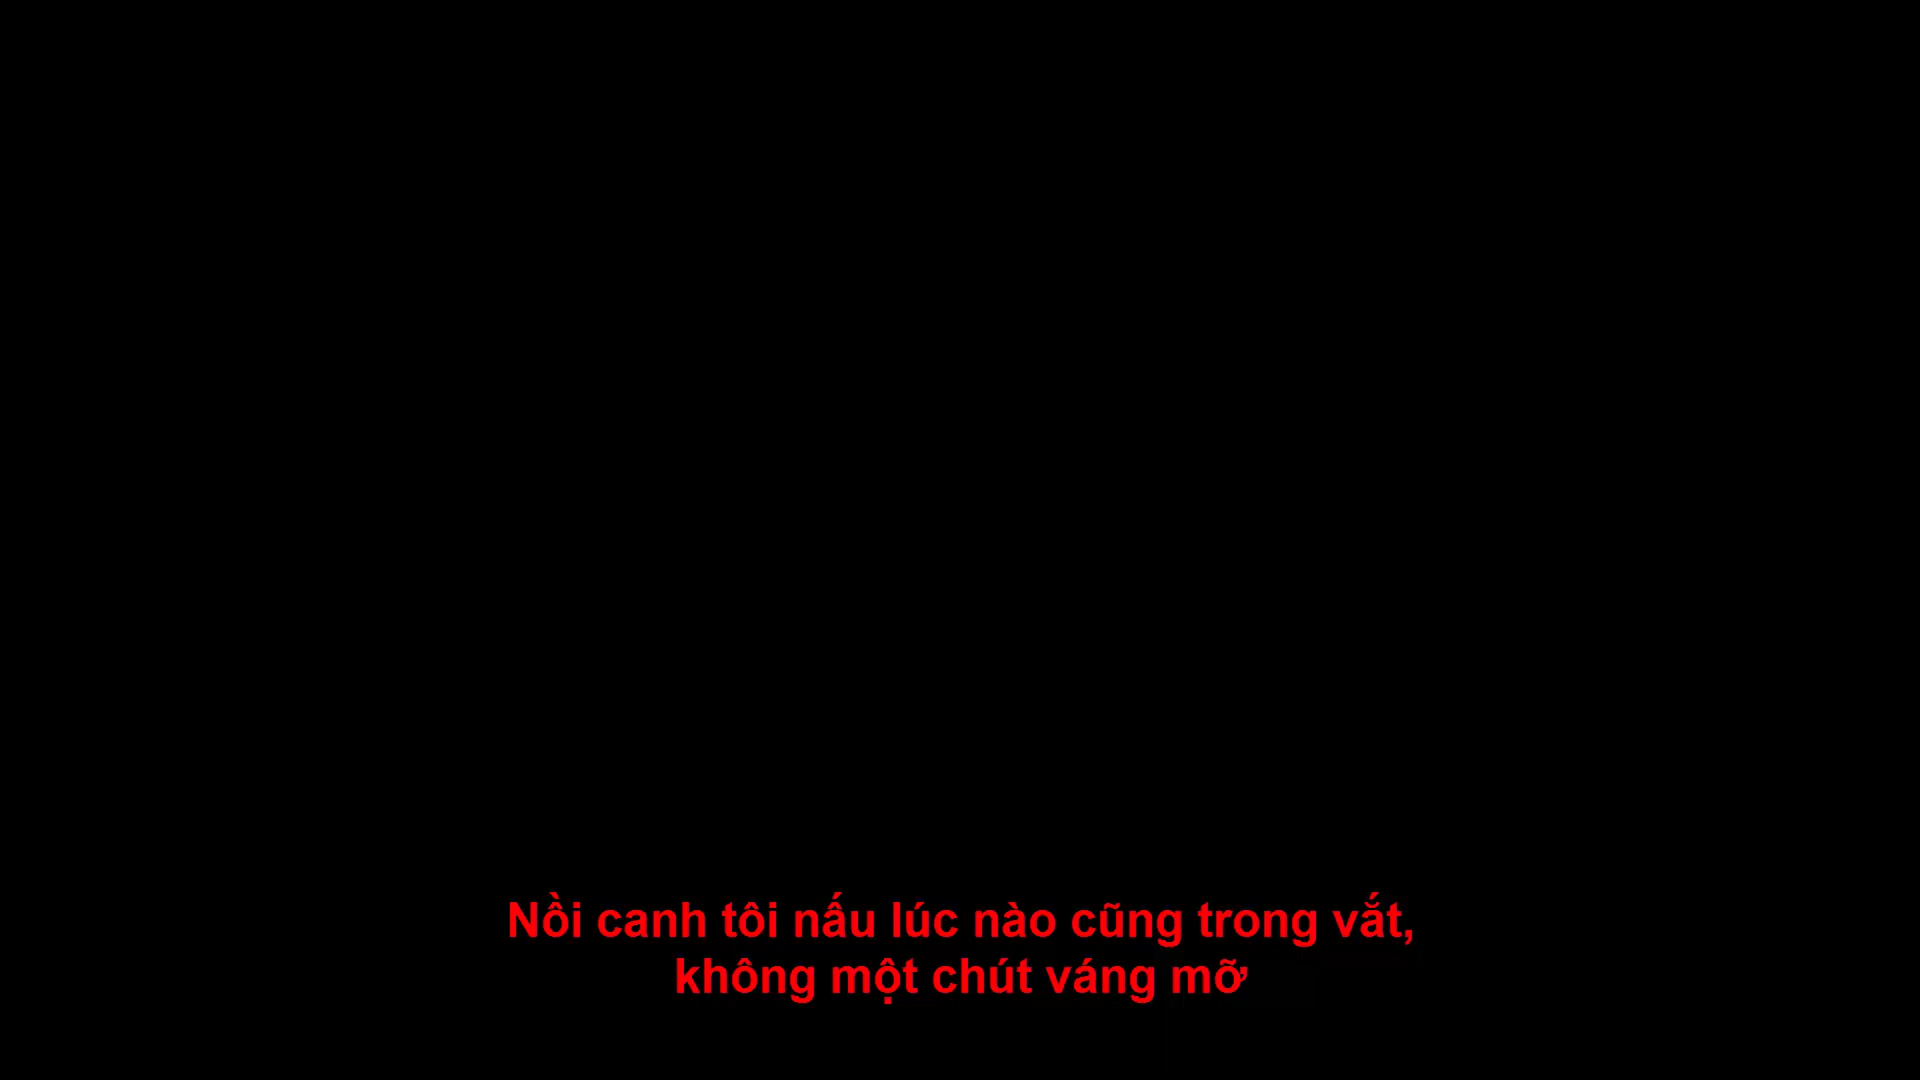 Nồi canh tôi nấu lúc nào cũng trong vắt,
không một chút váng mỡ